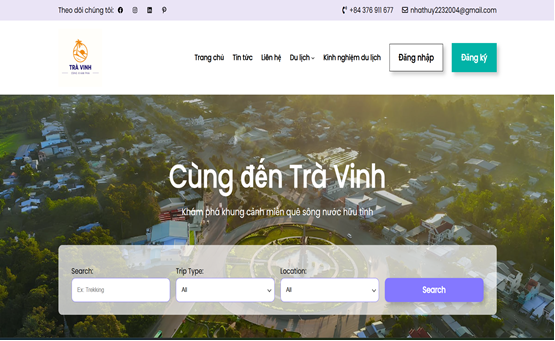 Theo dõi chúng tôi:
+84 376 911 677
nhathuy2232004@gmail.com
TRÀ VINH
Trang chủ
Tin tức
Liên hệ
Du lịch
Kinh nghiệm du lịch
Đăng nhập
Đăng ký
Cùng đến Trà Vinh
Khám phá khung cảnh miền quê sông nước hữu tình
Search:
Trip Type:
Location:
Ex: Trekking
All
All
Search